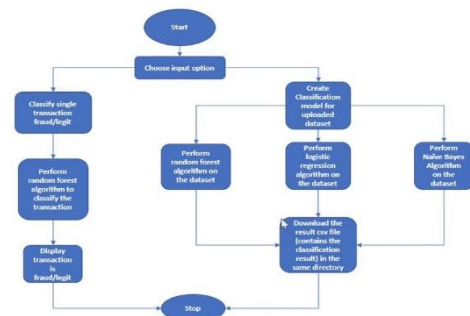 Start
Choose input option
Classify single
transaction
fraud/legit
Create
Classification
model for
uploaded
dataset
Perform
random forest
algorithm to
classify the
transaction
Perform random forest
algorithm on
the dataset
Perform
logistic
regression
algorithm on
the dataset
Perform
Naïve Bayes
Algorithm
on the
dataset
Display
transaction
is
fraud/legit
Download the
result csv file
(contains the
classification
result) in the
same directory
Stop